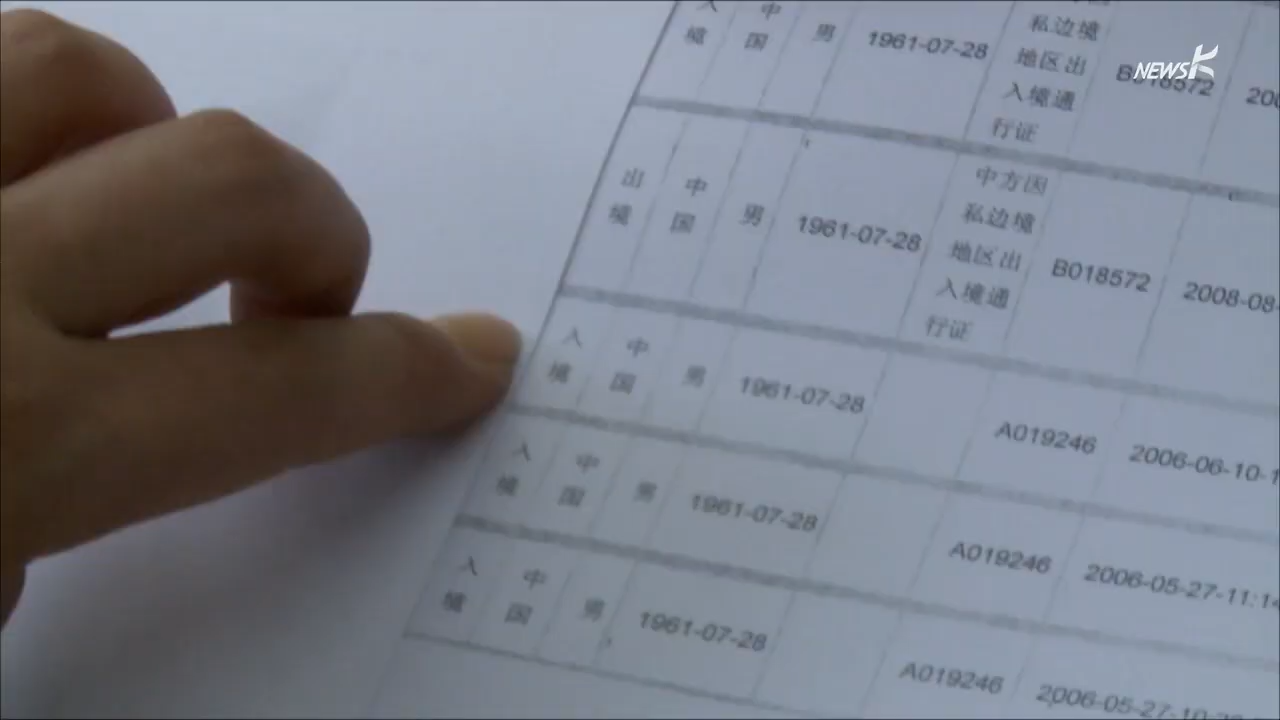 NEWS
入境 中国 男 1961-07-28
私边境
地区出
入境通
行证
B018572
出境 中国 男 1961-07-28
中方因
私边境
地区出
入境通
行证
B018572 2008-08-
入境 中国 男 1961-07-28 A019246 2006-06-10-1
入境 中国 男 1961-07-28 A019246 2006-05-27-11:14
入境 中国 男 1961-07-28 A019246 2006-05-27-10